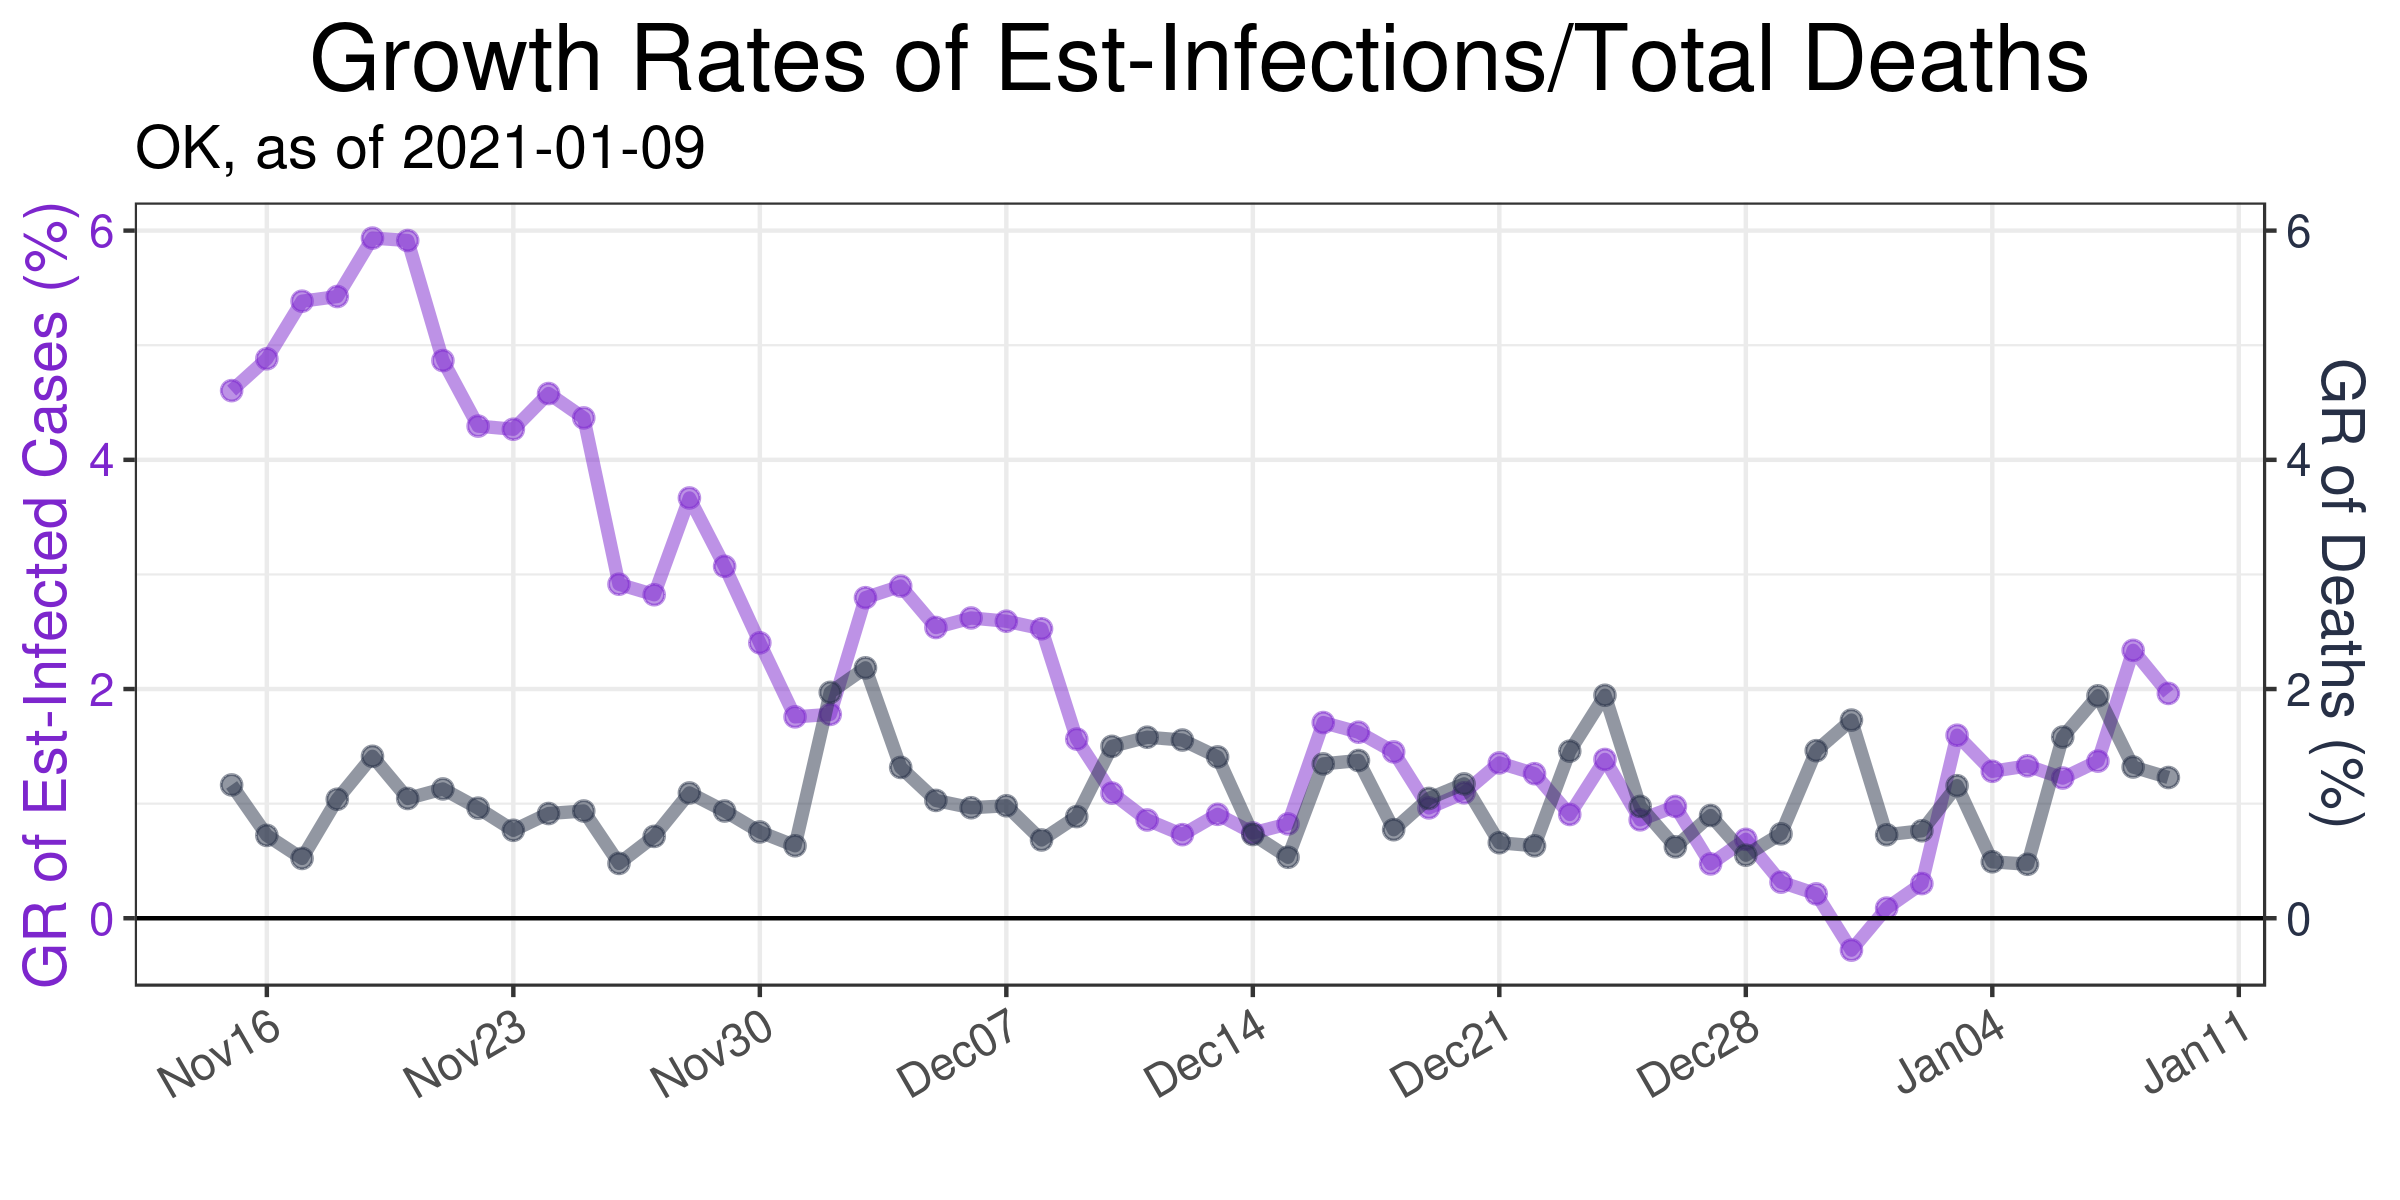 Growth Rates of Est-Infections/Total Deaths
OK, as of 2021-01-09
GR of Est-Infected Cases (%)
6
4
2
0
6
4
2
0
GR of Deaths (%)
Nov16
Nov23
Nov30
Dec07
Dec14
Dec21
Dec28
Jan04
Jan11